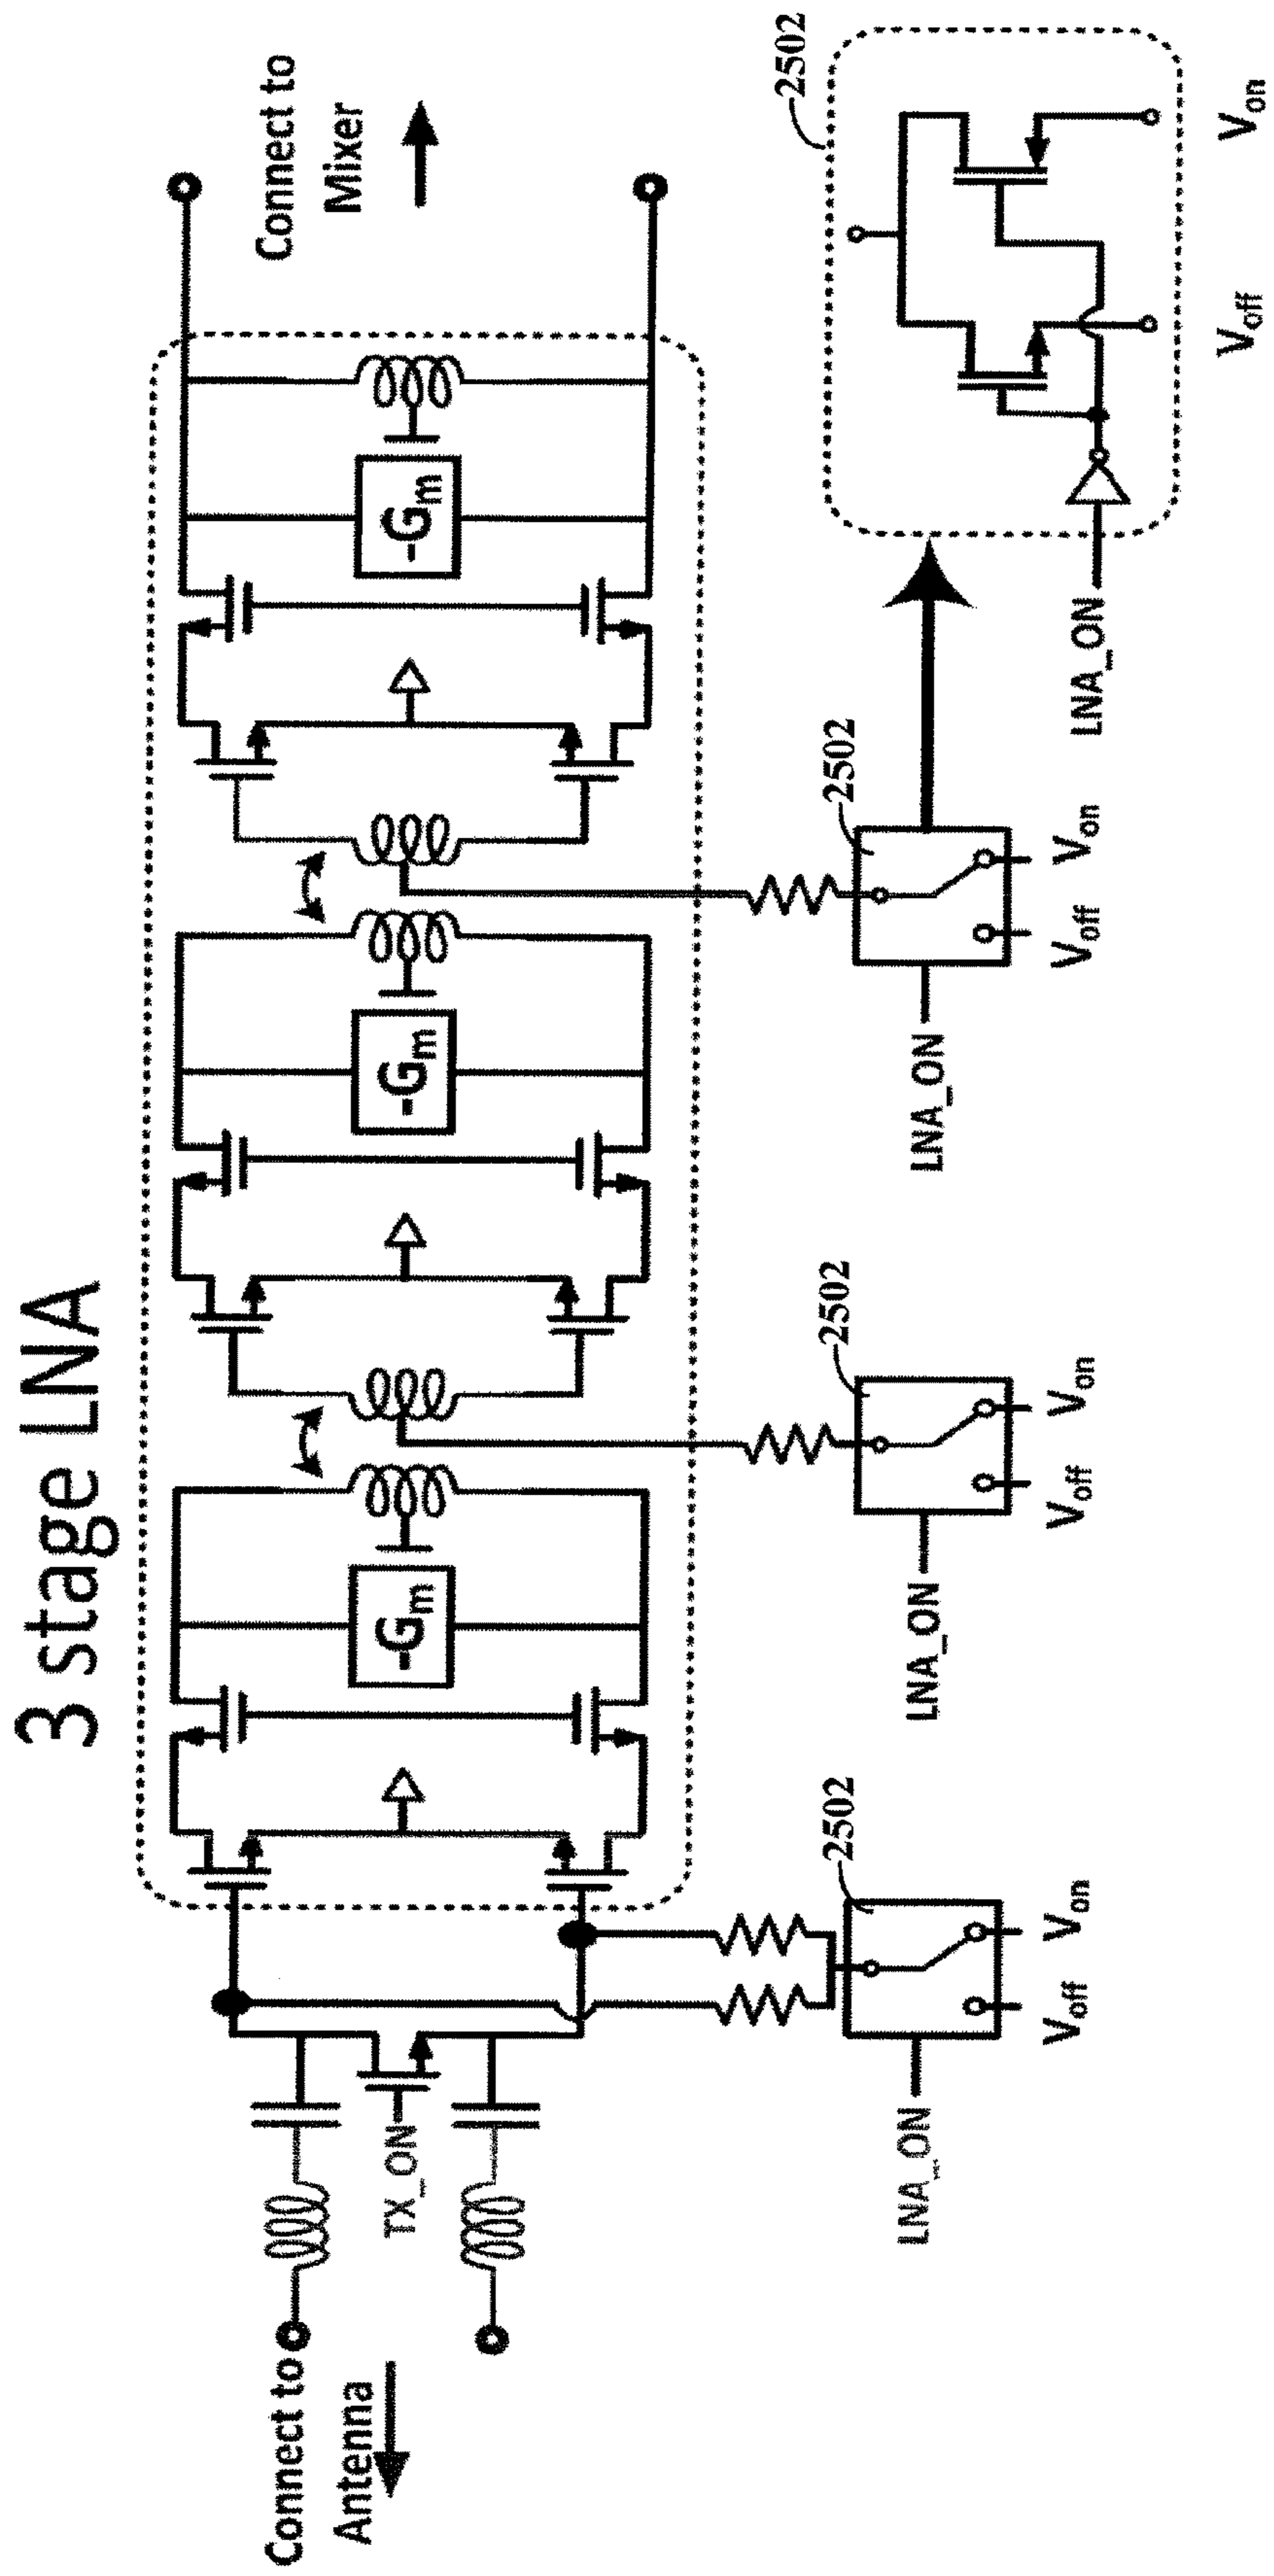 3 stage LNA
Connect to
Antenna
TX_ON
-Gm
-Gm
-Gm
Connect to
Mixer
2502
2502
2502
2502
LNA_ON
Voff
Von
LNA_ON
Voff
Von
LNA_ON
Voff
Von
LNA_ON
Voff
Von